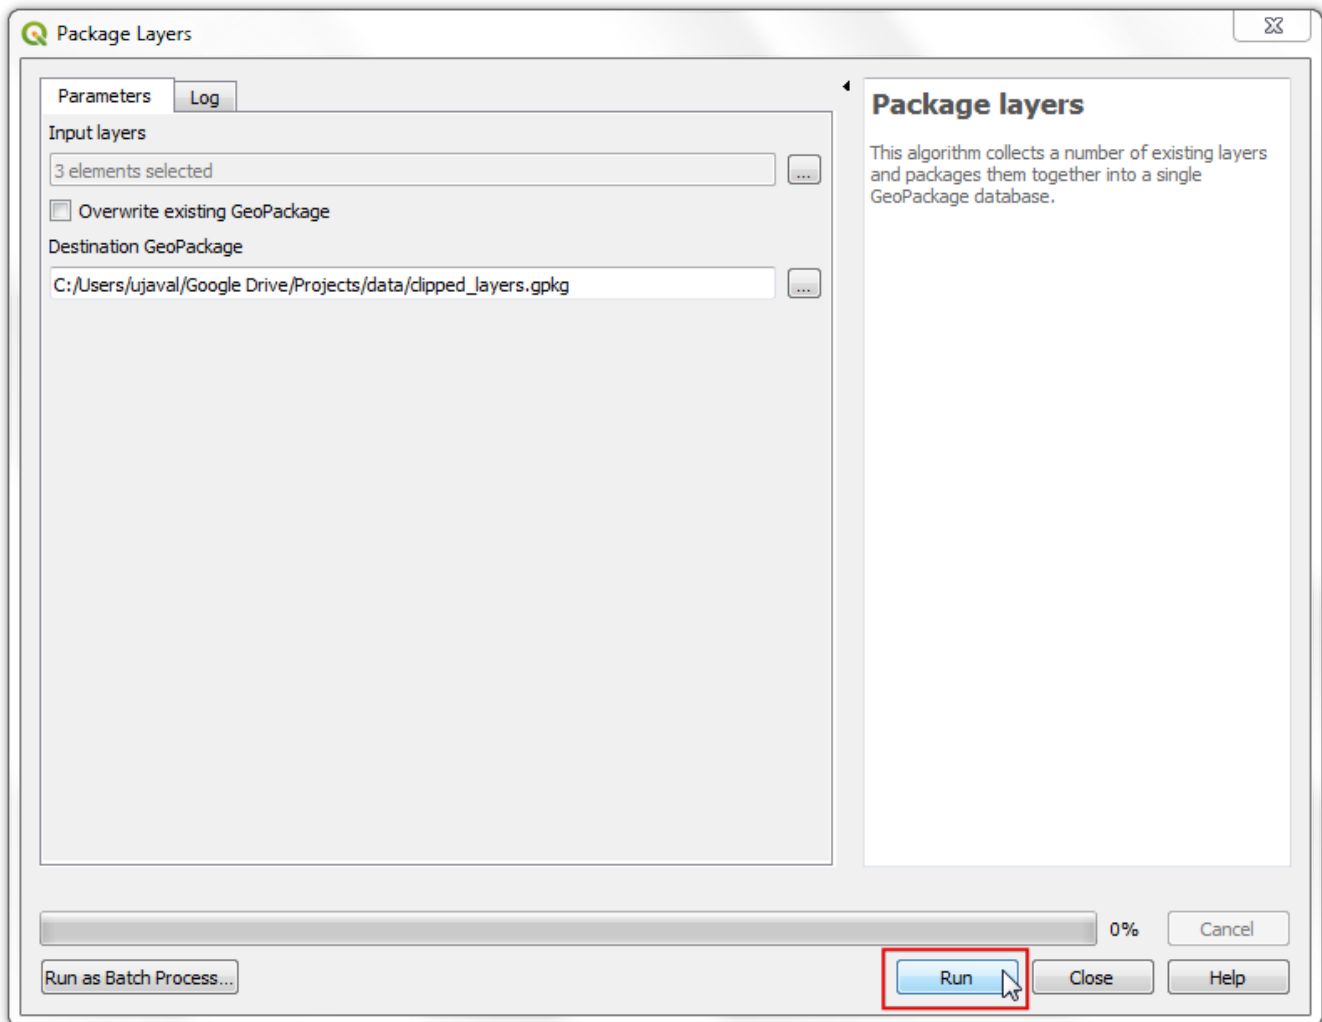 Package Layers
Parameters
Log
Input layers
3 elements selected
...
Overwrite existing GeoPackage
Destination GeoPackage
C:/Users/ujaval/Google Drive/Projects/data/clipped_layers.gpkg
...
Package layers
This algorithm collects a number of existing layers
and packages them together into a single
GeoPackage database.
0%
Cancel
Run as Batch Process...
Run
Close
Help